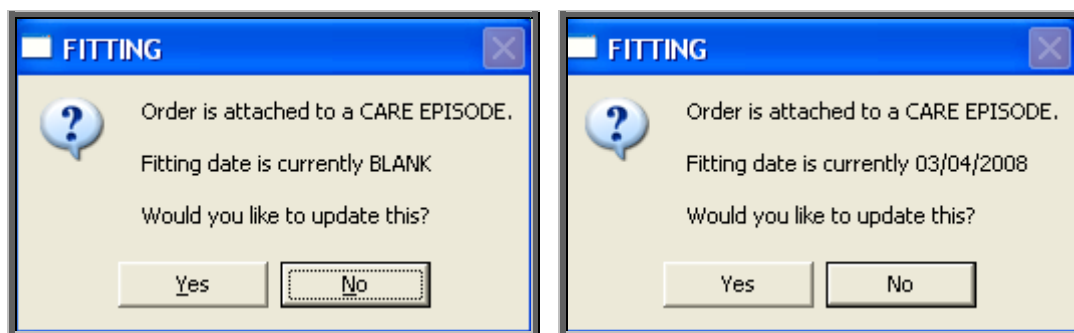 FITTING
Order is attached to a CARE EPISODE.
Fitting date is currently BLANK
Would you like to update this?
Yes No
FITTING
Order is attached to a CARE EPISODE.
Fitting date is currently 03/04/2008
Would you like to update this?
Yes No